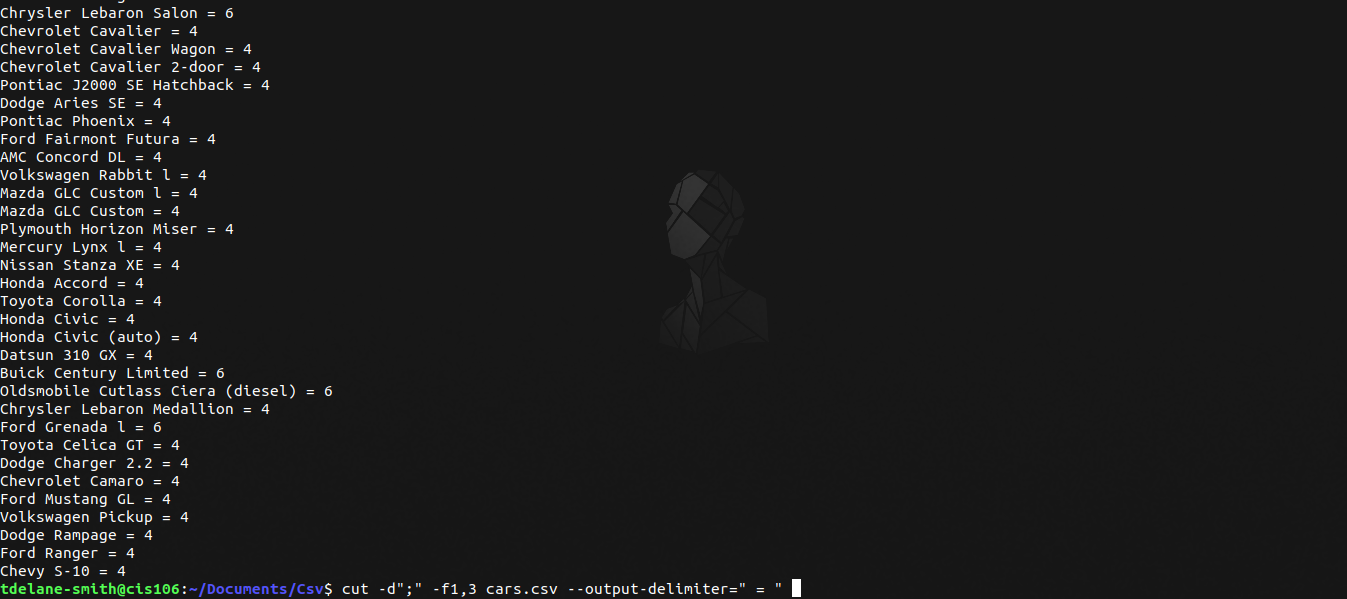 Chrysler Lebaron Salon = 6
Chevrolet Cavalier = 4
Chevrolet Cavalier Wagon = 4
Chevrolet Cavalier 2-door = 4
Pontiac J2000 SE Hatchback = 4
Dodge Aries SE = 4
Pontiac Phoenix = 4
Ford Fairmont Futura = 4
AMC Concord DL = 4
Volkswagen Rabbit l = 4
Mazda GLC Custom l = 4
Mazda GLC Custom = 4
Plymouth Horizon Miser = 4
Mercury Lynx l = 4
Nissan Stanza XE = 4
Honda Accord = 4
Toyota Corolla = 4
Honda Civic = 4
Honda Civic (auto) = 4
Datsun 310 GX = 4
Buick Century Limited = 6
Oldsmobile Cutlass Ciera (diesel) = 6
Chrysler Lebaron Medallion = 4
Ford Grenada l = 6
Toyota Celica GT = 4
Dodge Charger 2.2 = 4
Chevrolet Camaro = 4
Ford Mustang GL = 4
Volkswagen Pickup = 4
Dodge Rampage = 4
Ford Ranger = 4
Chevy S-10 = 4
tdelane-smith@cis106:~/Documents/Csv$ cut -d";" -f1,3 cars.csv --output-delimiter=" = "